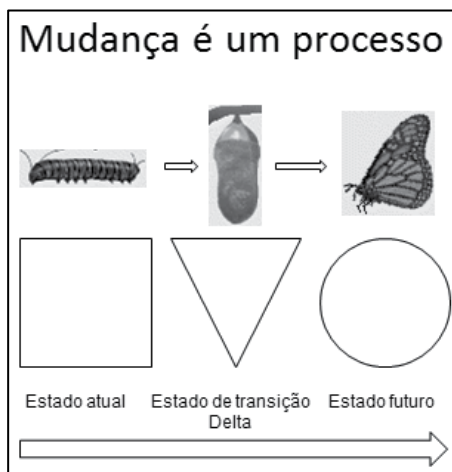 Mudança é um processo
Estado atual
Estado de transição
Delta
Estado futuro